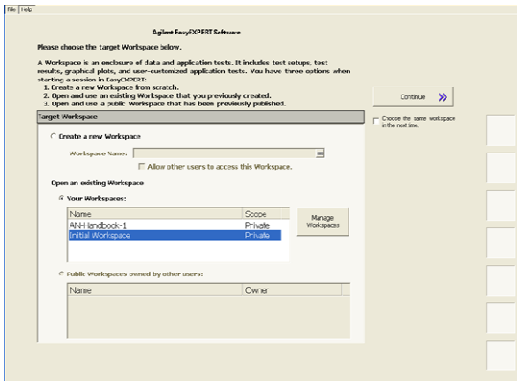 File Help
Agilent EasyEXPERT Software
Please choose the target Workspace below.
A Workspace is an enclosure of data and application tests. It includes test setups, test
results, graphical plots, and user-customized application tests. You have three options when
starting a session in EasyEXPERT:
1. Create a new Workspace from scratch.
2. Open and use an existing Workspace that you previously created.
3. Open and use a public Workspace that has been previously published.
Continue
Choose the same workspace
in the next time.
Target Workspace
Create a new Workspace
Workspace Name:
Allow other users to access this Workspace.
Open an existing Workspace
Your Workspaces:
Name Scope
AN-Handbook-1 Private
Initial Workspace Private
Manage
Workspaces
Public Workspaces owned by other users:
Name Owner